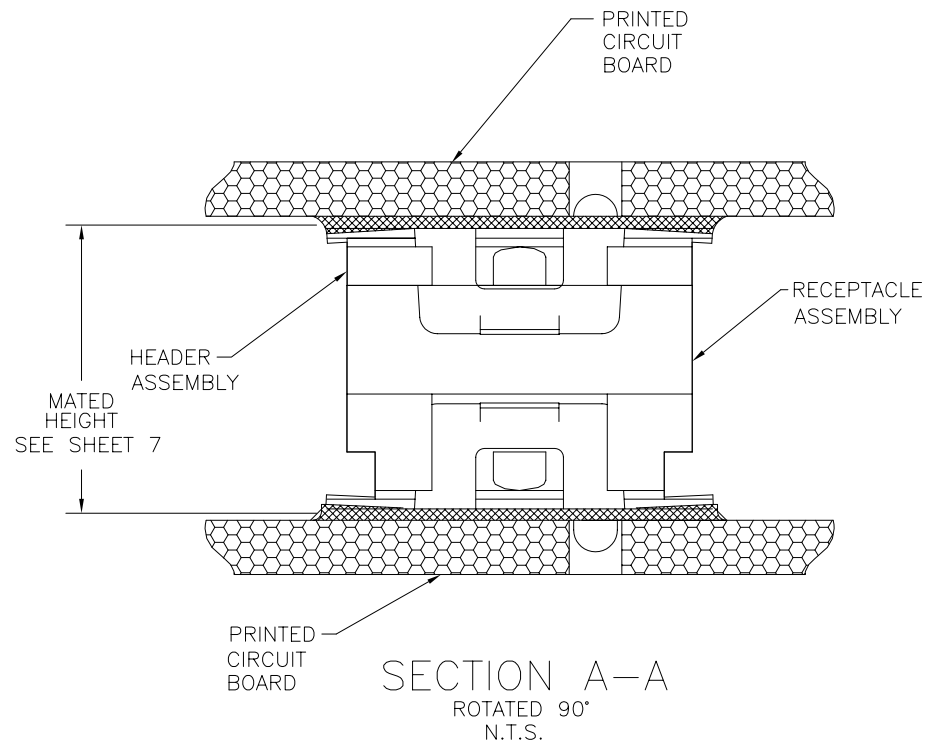 PRINTED
CIRCUIT
BOARD
RECEPTACLE
ASSEMBLY
HEADER
ASSEMBLY
MATED
HEIGHT
SEE SHEET 7
PRINTED
CIRCUIT
BOARD
SECTION A-A
ROTATED 90°
N.T.S.